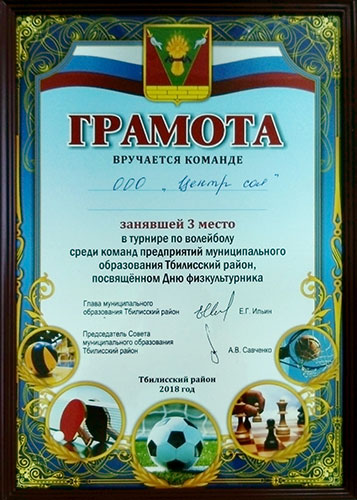 ГРАМОТА
ВРУЧАЕТСЯ КОМАНДЕ
ООО „Центр соя"
занявшей 3 место
в турнире по волейболу
среди команд предприятий муниципального
образования Тбилисский район,
посвящённом Дню физкультурника
Глава муниципального
образования Тбилисский район Е.Г. Ильин
Председатель Совета
муниципального образования
Тбилисский район А.В. Савченко
Тбилисский район
2018 год